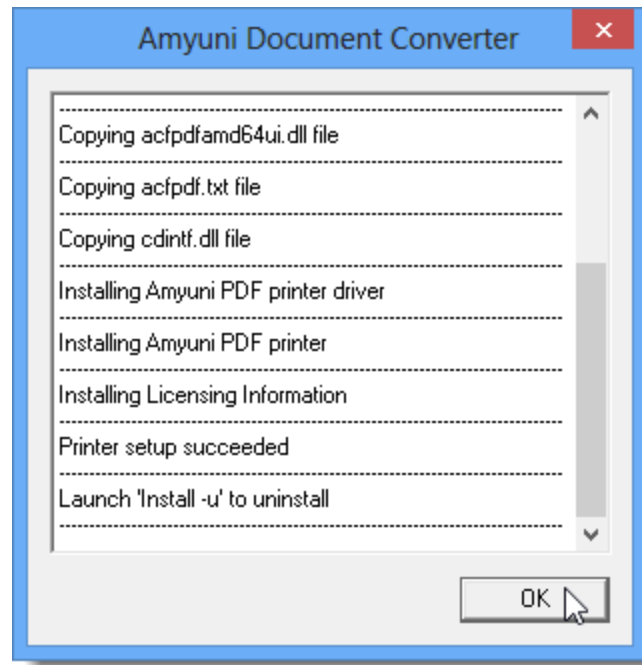 Amyuni Document Converter
Copying acfpdfamd64ui.dll file
Copying acfpdf.txt file
Copying cdintf.dll file
Installing Amyuni PDF printer driver
Installing Amyuni PDF printer
Installing Licensing Information
Printer setup succeeded
Launch 'Install -u' to uninstall
OK